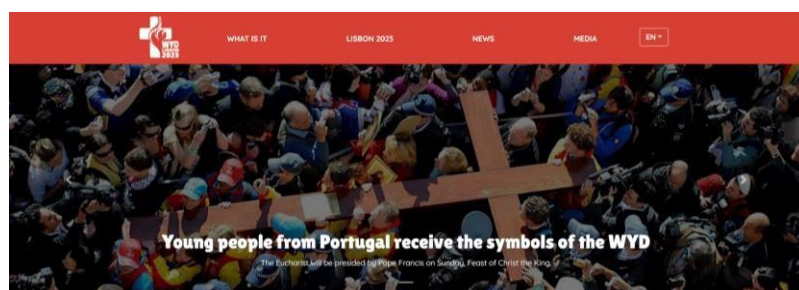 WYD
LISBON
2023
WHAT IS IT
LISBON 2023
NEWS
MEDIA
EN
Young people from Portugal receive the symbols of the WYD
The Eucharist will be presided by Pope Francis on Sunday, Feast of Christ the King.